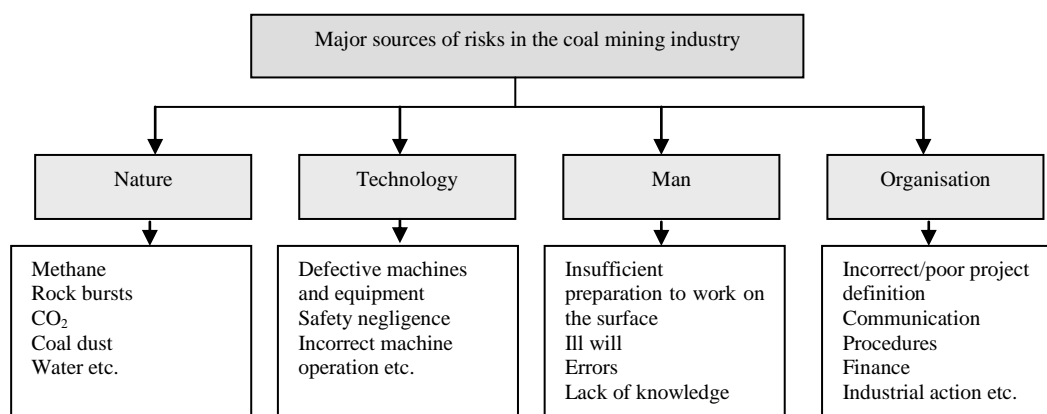 Major sources of risks in the coal mining industry
Nature
Technology
Man
Organisation
Methane
Rock bursts
CO₂
Coal dust
Water etc.
Defective machines
and equipment
Safety negligence
Incorrect machine
operation etc.
Insufficient
preparation to work on
the surface
Ill will
Errors
Lack of knowledge
Incorrect/poor project
definition
Communication
Procedures
Finance
Industrial action etc.